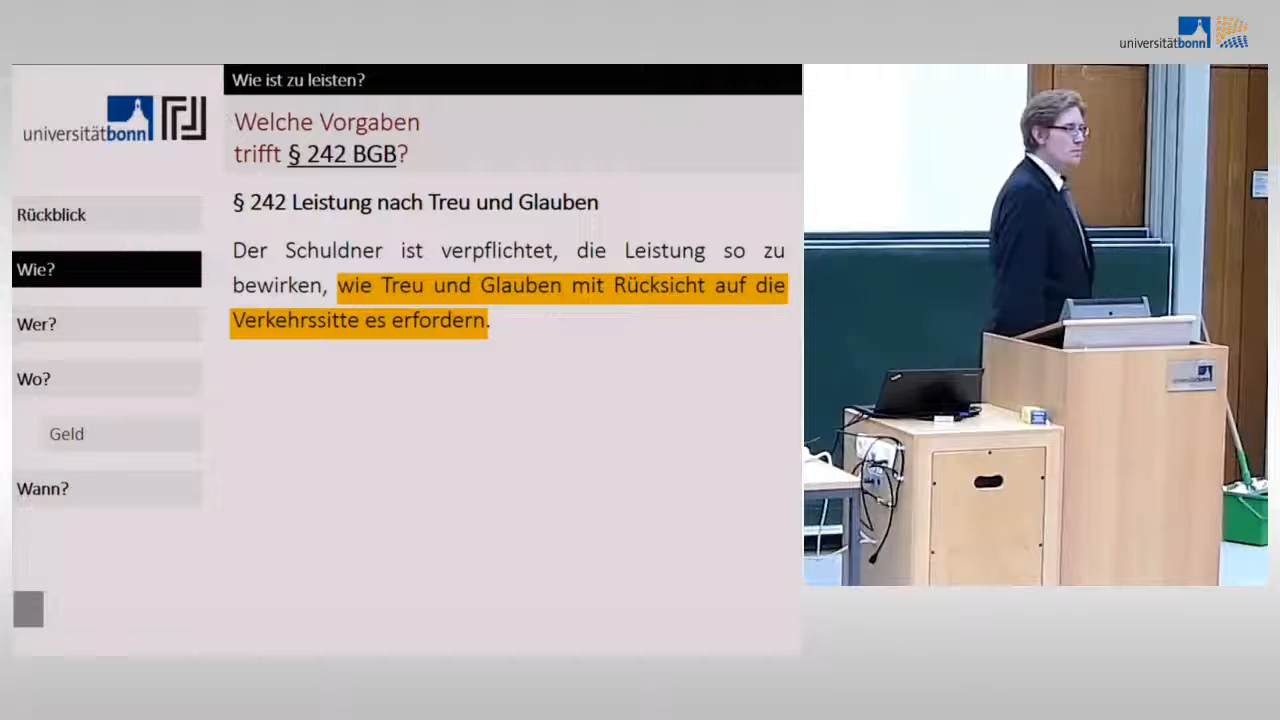 universitätbonn
Wie ist zu leisten?
universitätbonn
Welche Vorgaben
trifft § 242 BGB?
§ 242 Leistung nach Treu und Glauben
Der Schuldner ist verpflichtet, die Leistung so zu
bewirken, wie Treu und Glauben mit Rücksicht auf die
Verkehrssitte es erfordern.
Rückblick
Wie?
Wer?
Wo?
Geld
Wann?
universitätbonn